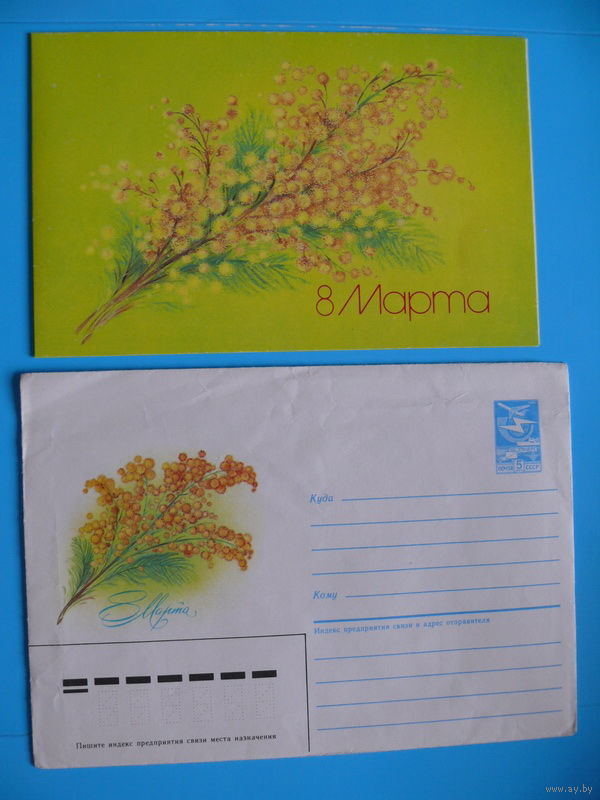 8 Марта
ПОЧТА 5 СССР
Куда
Кому
Индекс предприятия связи и адрес отправителя
8 Марта
Пишите индекс предприятия связи места назначения
www.ay.by